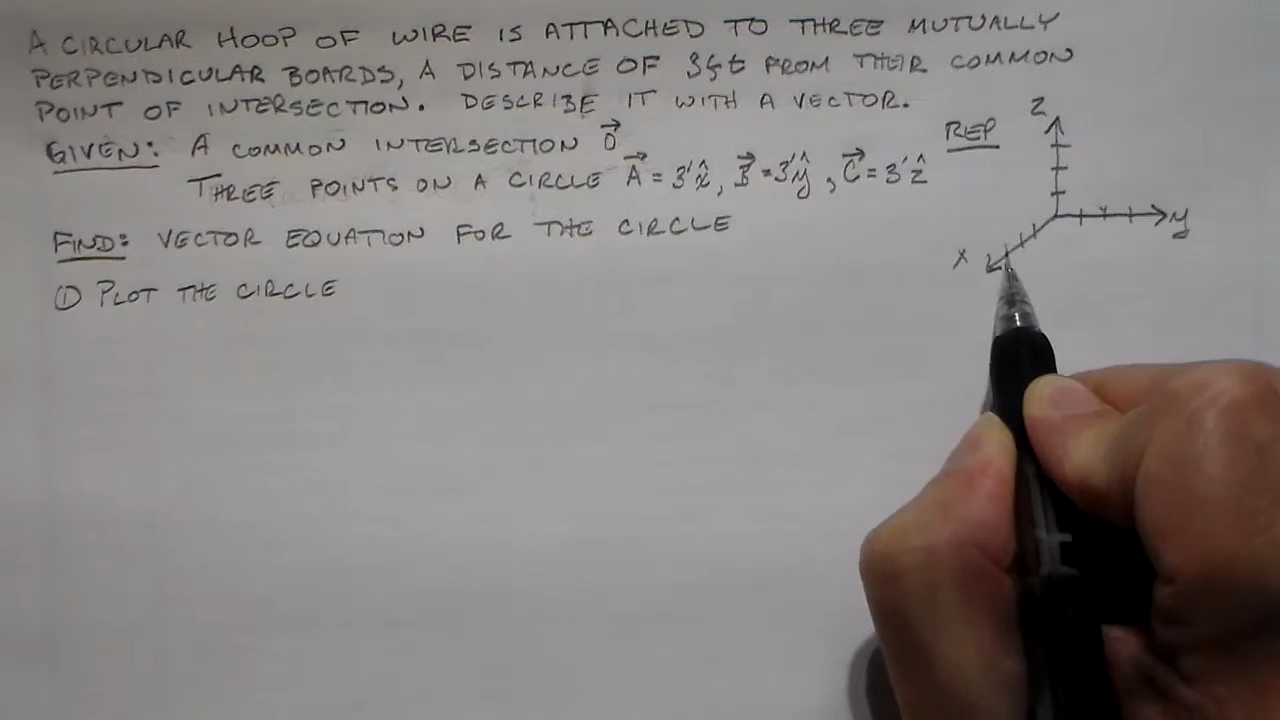 A CIRCULAR HOOP OF WIRE IS ATTACHED TO THREE MUTUALLY
PERPENDICULAR BOARDS, A DISTANCE OF 3ft FROM THEIR COMMON
POINT OF INTERSECTION. DESCRIBE IT WITH A VECTOR.
GIVEN: A COMMON INTERSECTION O⃗
THREE POINTS ON A CIRCLE A⃗ = 3'x̂, B⃗ = 3'ŷ, C⃗ = 3'ẑ
FIND: VECTOR EQUATION FOR THE CIRCLE
① PLOT THE CIRCLE
REP
Z
y
X